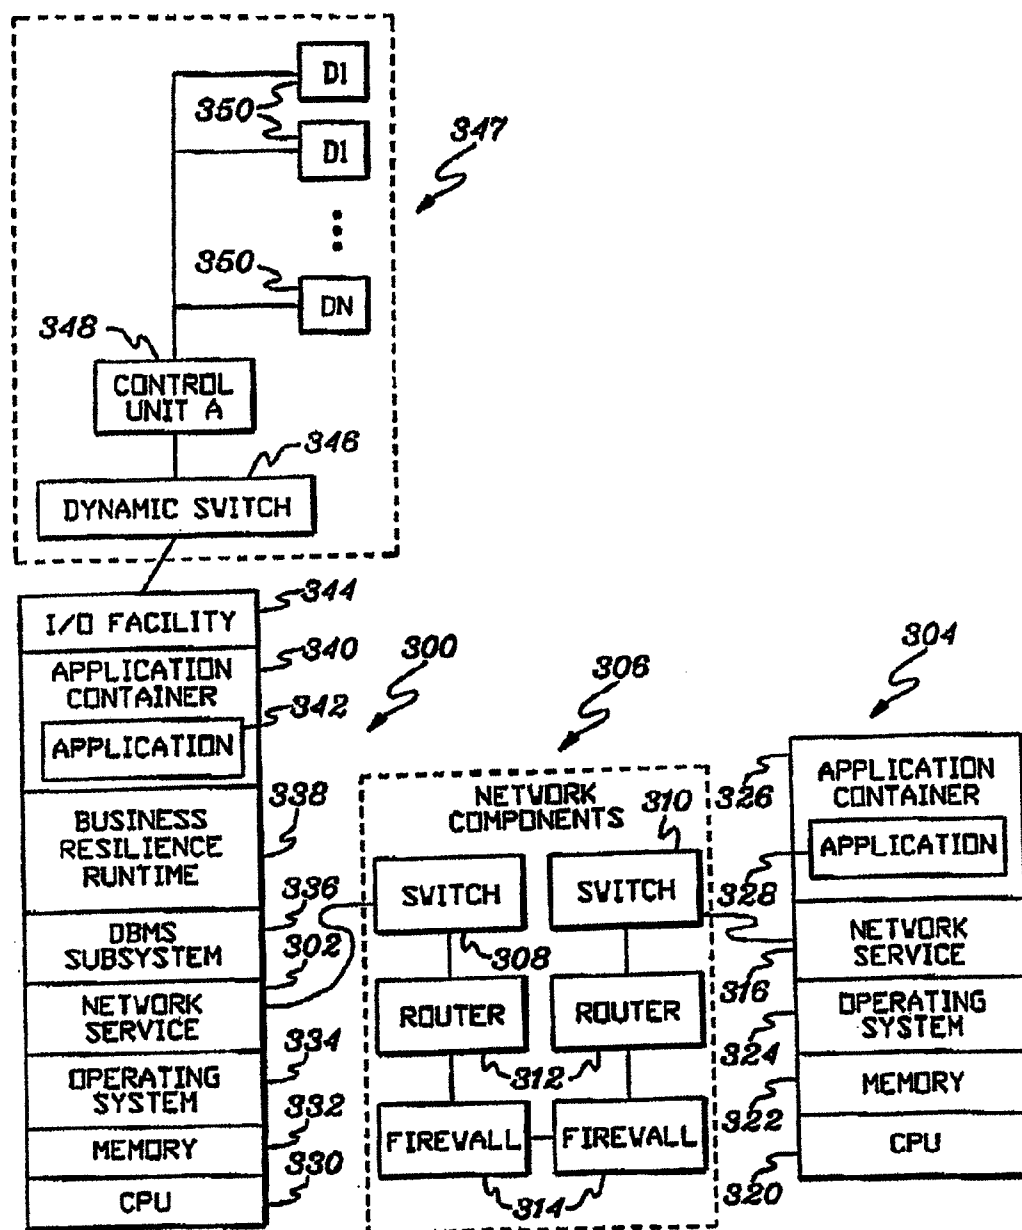 D1
350
D1
347
350
DN
348
CONTROL
UNIT A
346
DYNAMIC SWITCH
344
I/O FACILITY
340
APPLICATION
CONTAINER
342
APPLICATION
338
BUSINESS
RESILIENCE
RUNTIME
336
DBMS
SUBSYSTEM
302
NETWORK
SERVICE
334
OPERATING
SYSTEM
332
MEMORY
330
CPU
300
306
NETWORK
COMPONENTS
310
SWITCH
SWITCH
308
ROUTER
ROUTER
312
FIREWALL
FIREWALL
314
304
326
APPLICATION
CONTAINER
APPLICATION
328
NETWORK
SERVICE
316
OPERATING
SYSTEM
324
MEMORY
322
CPU
320